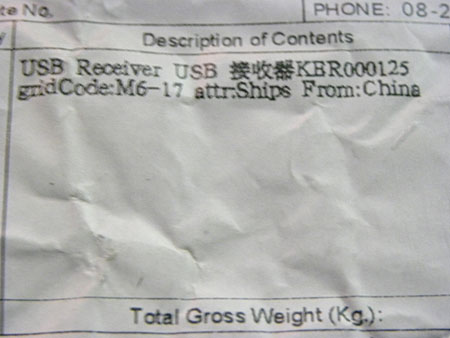 te No.
PHONE: 08-2
Description of Contents
USB Receiver USB 接收器KBR000125
gridCode:M6-17 attr:Ships From:China
Total Gross Weight (Kg.):